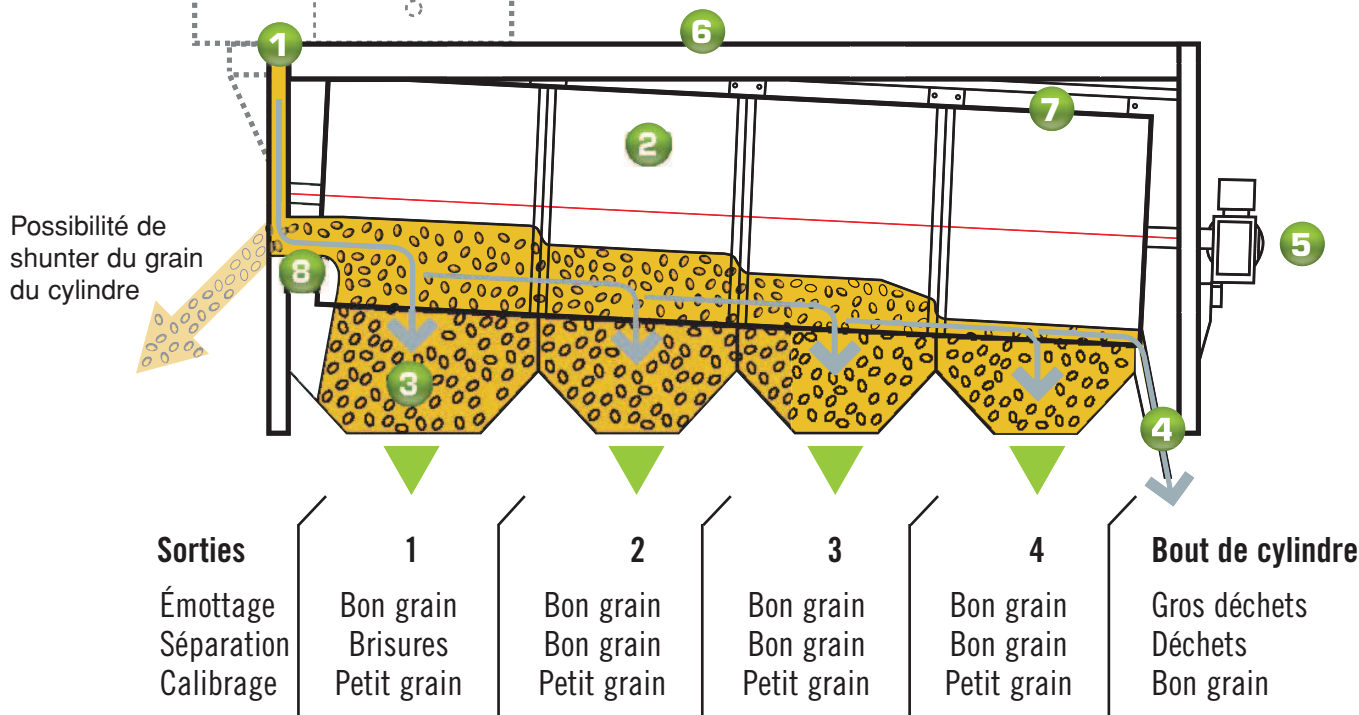 1
6
7
2
Possibilité de
shunter du grain
du cylindre
5
8
3
4
Sorties 1 2 3 4 Bout de cylindre
Émottage Bon grain Bon grain Bon grain Bon grain Gros déchets
Séparation Brisures Bon grain Bon grain Bon grain Déchets
Calibrage Petit grain Petit grain Petit grain Petit grain Bon grain